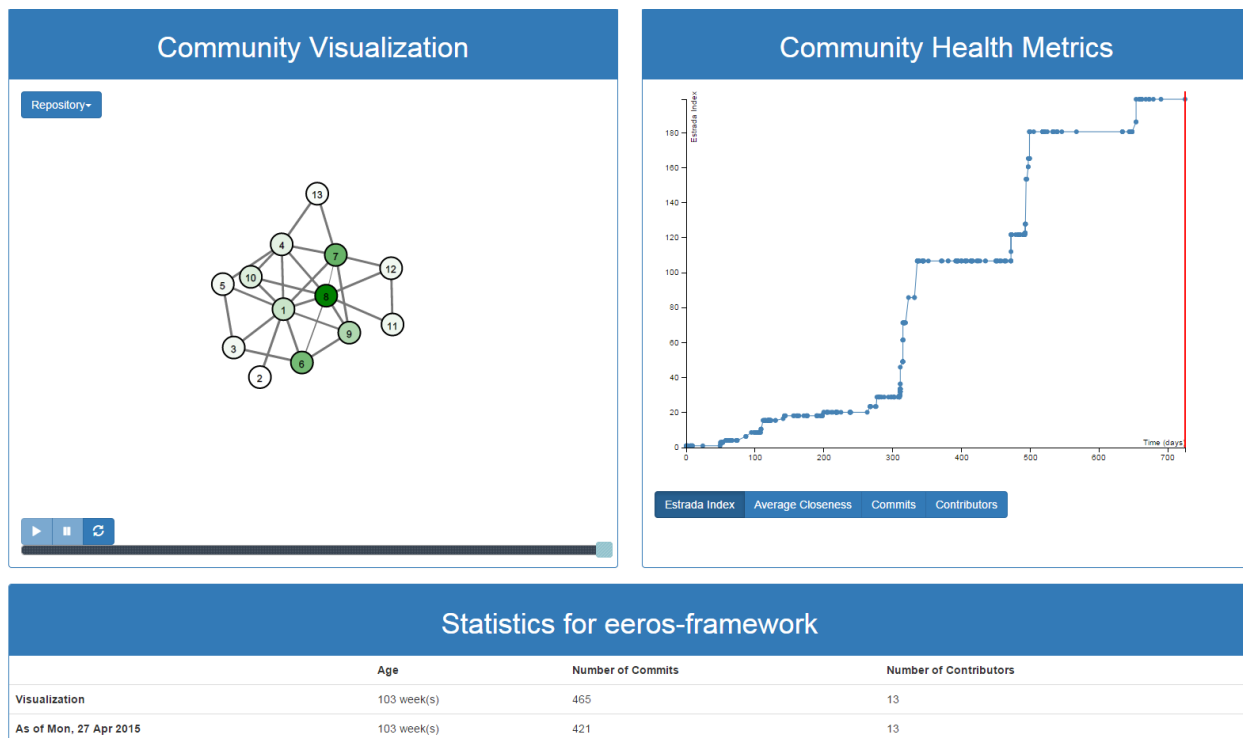 Community Visualization
Repository
13
4
7
12
10
5
8
1
11
9
3
6
2
Community Health Metrics
Estrada Index
180
160
140
120
100
80
60
40
20
0
Time (days
0 100 200 300 400 500 600 700
Estrada Index Average Closeness Commits Contributors
Statistics for eeros-framework
Age Number of Commits Number of Contributors
Visualization 103 week(s) 465 13
As of Mon, 27 Apr 2015 103 week(s) 421 13